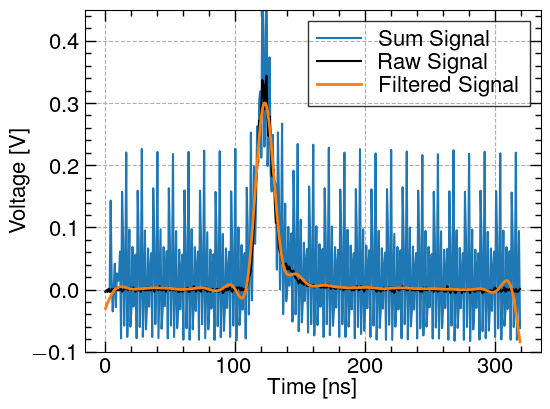 Sum Signal
Raw Signal
Filtered Signal
0.4
0.3
0.2
0.1
0.0
−0.1
Voltage [V]
0
100
200
300
Time [ns]